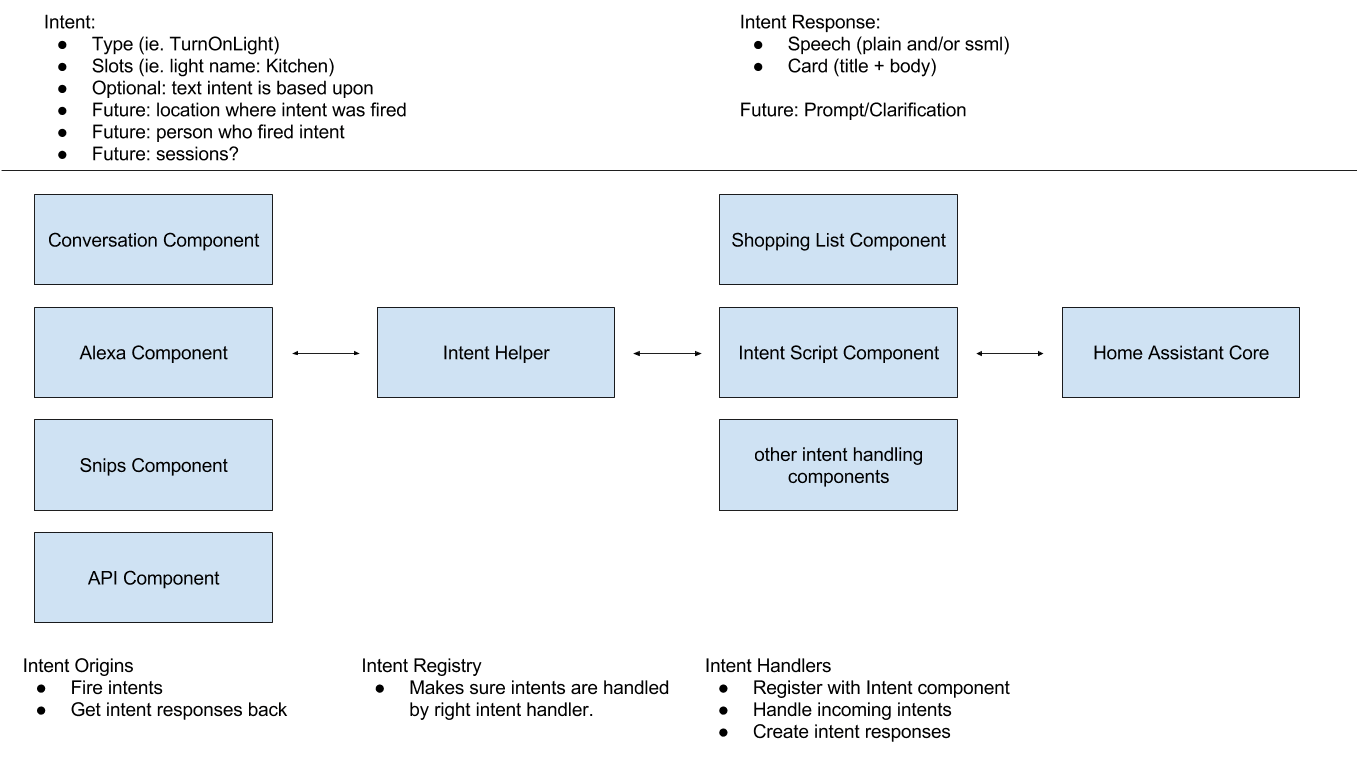 Intent:
● Type (ie. TurnOnLight)
● Slots (ie. light name: Kitchen)
● Optional: text intent is based upon
● Future: location where intent was fired
● Future: person who fired intent
● Future: sessions?
Intent Response:
● Speech (plain and/or ssml)
● Card (title + body)
Future: Prompt/Clarification
Conversation Component
Alexa Component
Snips Component
API Component
Intent Helper
Shopping List Component
Intent Script Component
other intent handling
components
Home Assistant Core
Intent Origins
● Fire intents
● Get intent responses back
Intent Registry
● Makes sure intents are handled
by right intent handler.
Intent Handlers
● Register with Intent component
● Handle incoming intents
● Create intent responses